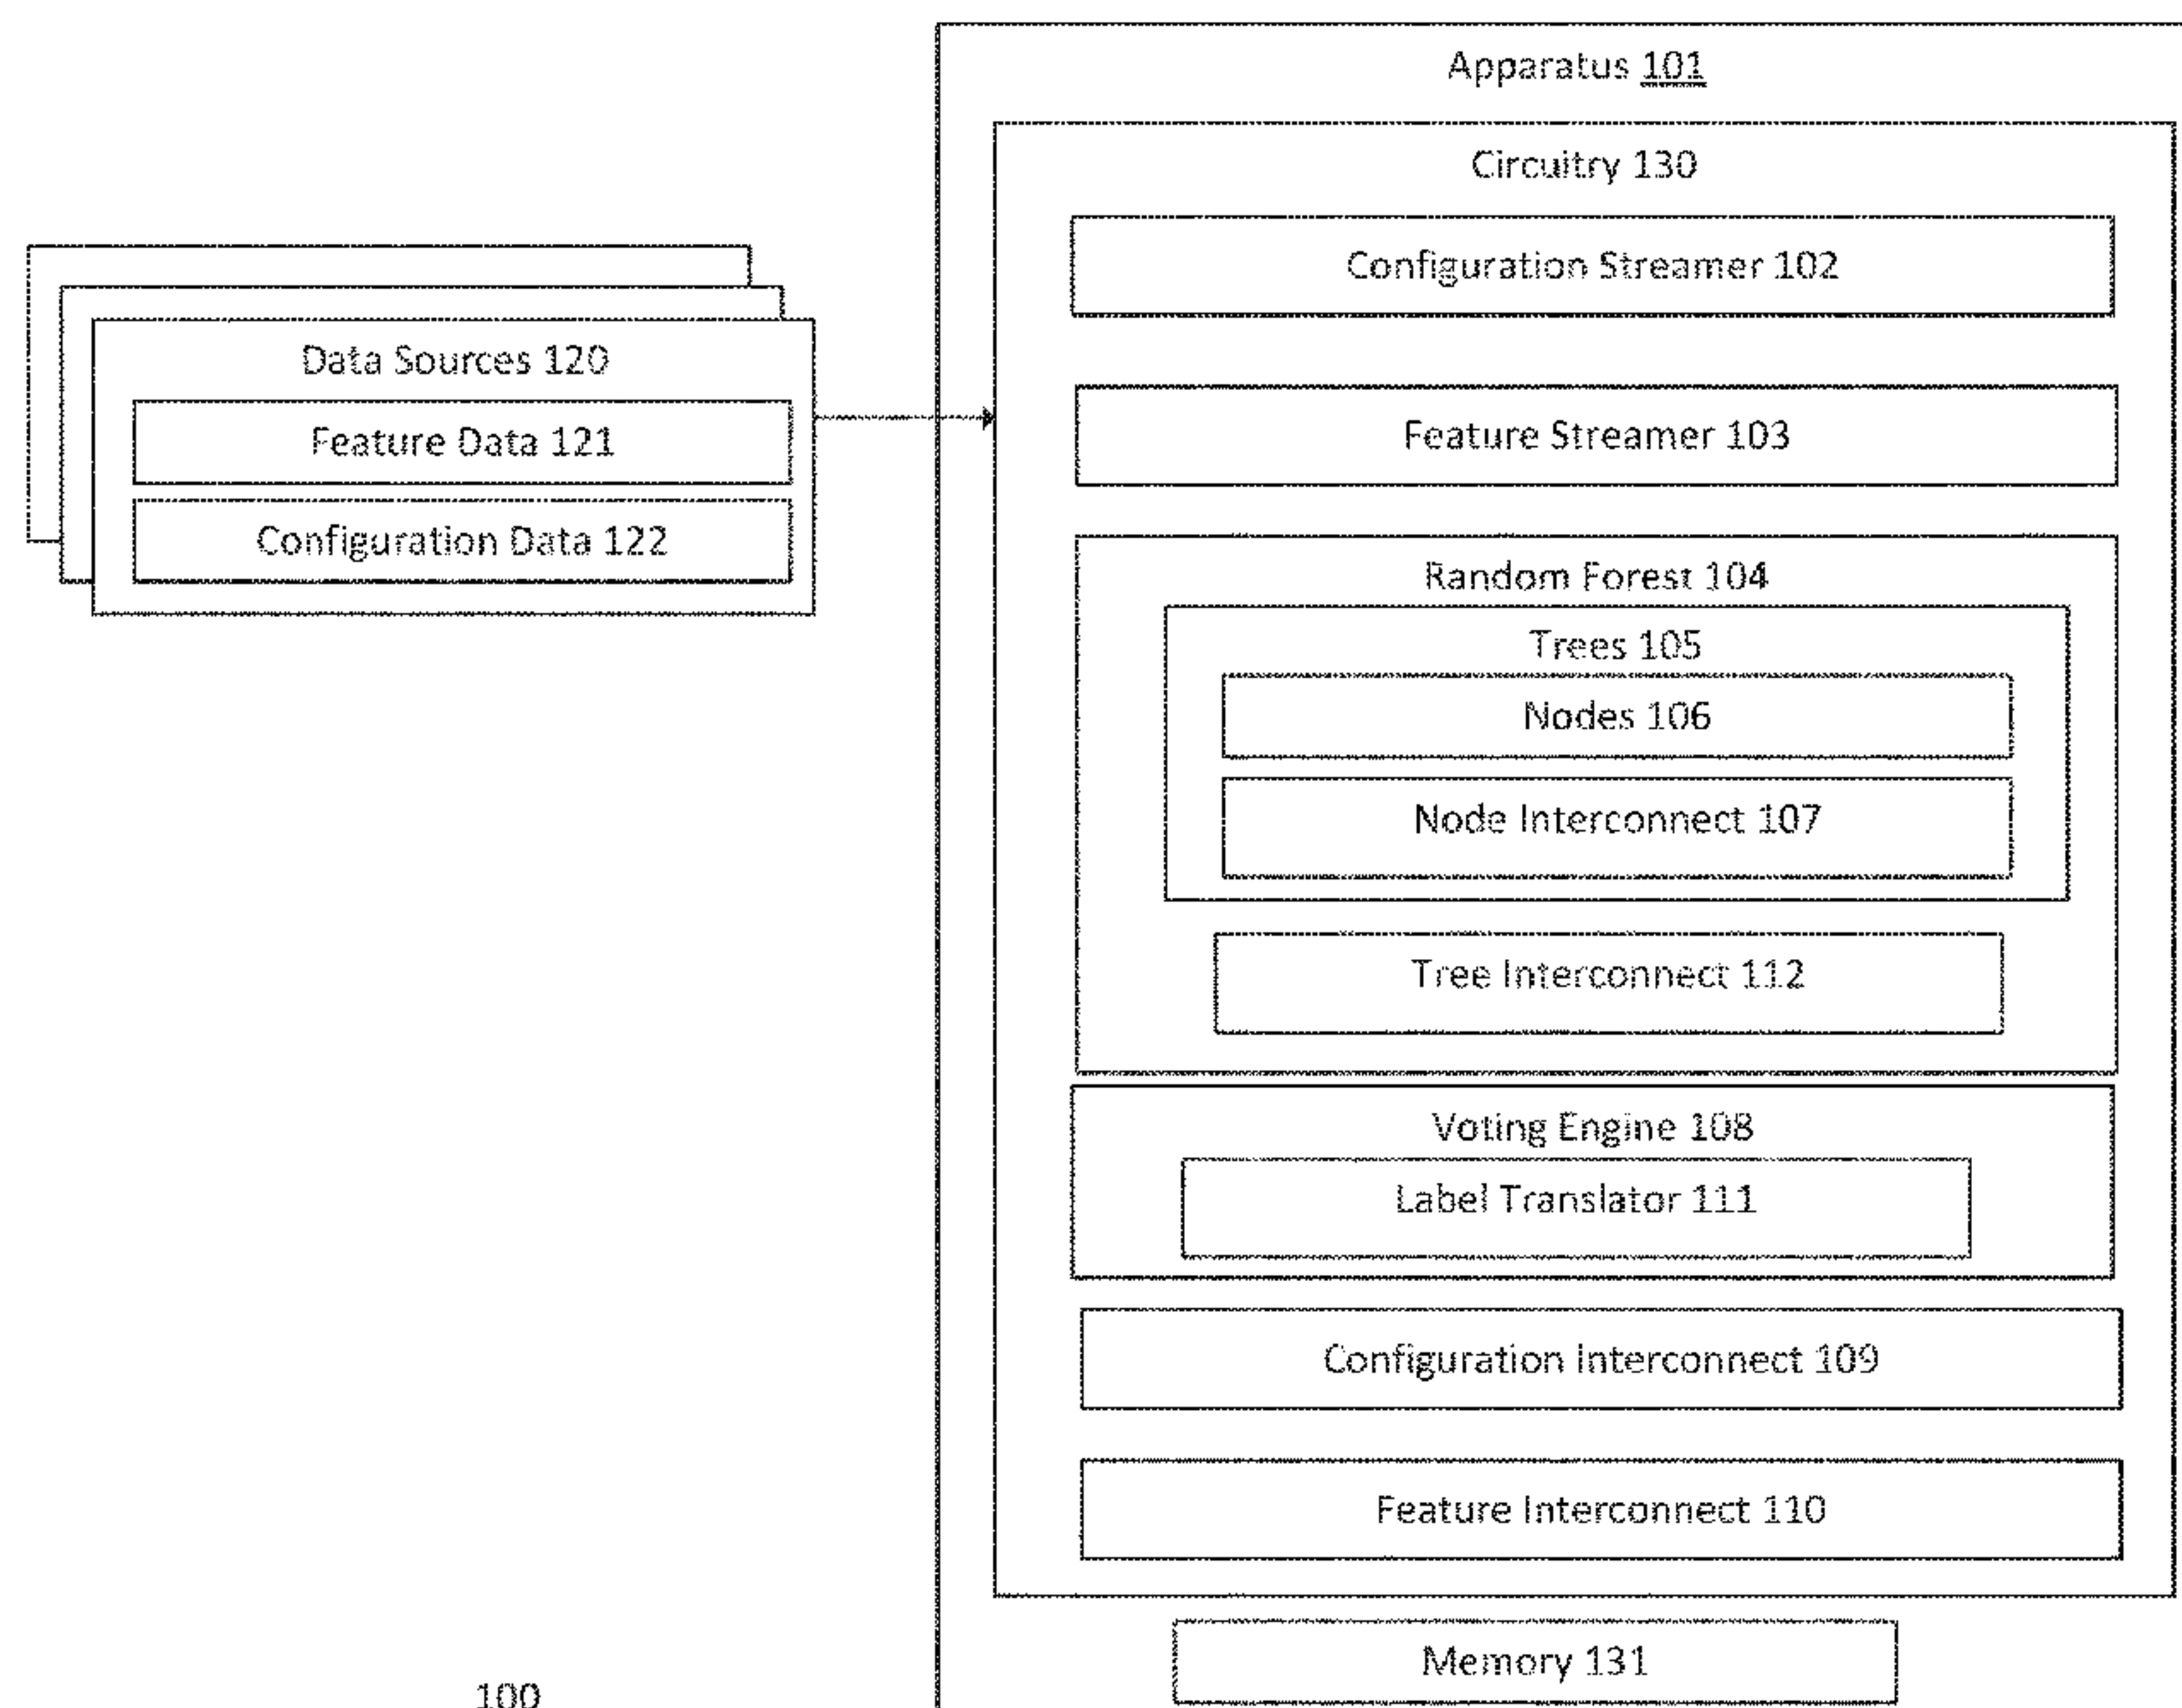 Apparatus 101
Circuitry 130
Configuration Streamer 102
Data Sources 120
Feature Data 121
Configuration Data 122
Feature Streamer 103
Random Forest 104
Trees 105
Nodes 106
Node Interconnect 107
Tree Interconnect 112
Voting Engine 108
Label Translator 111
Configuration Interconnect 109
Feature Interconnect 110
Memory 131
100